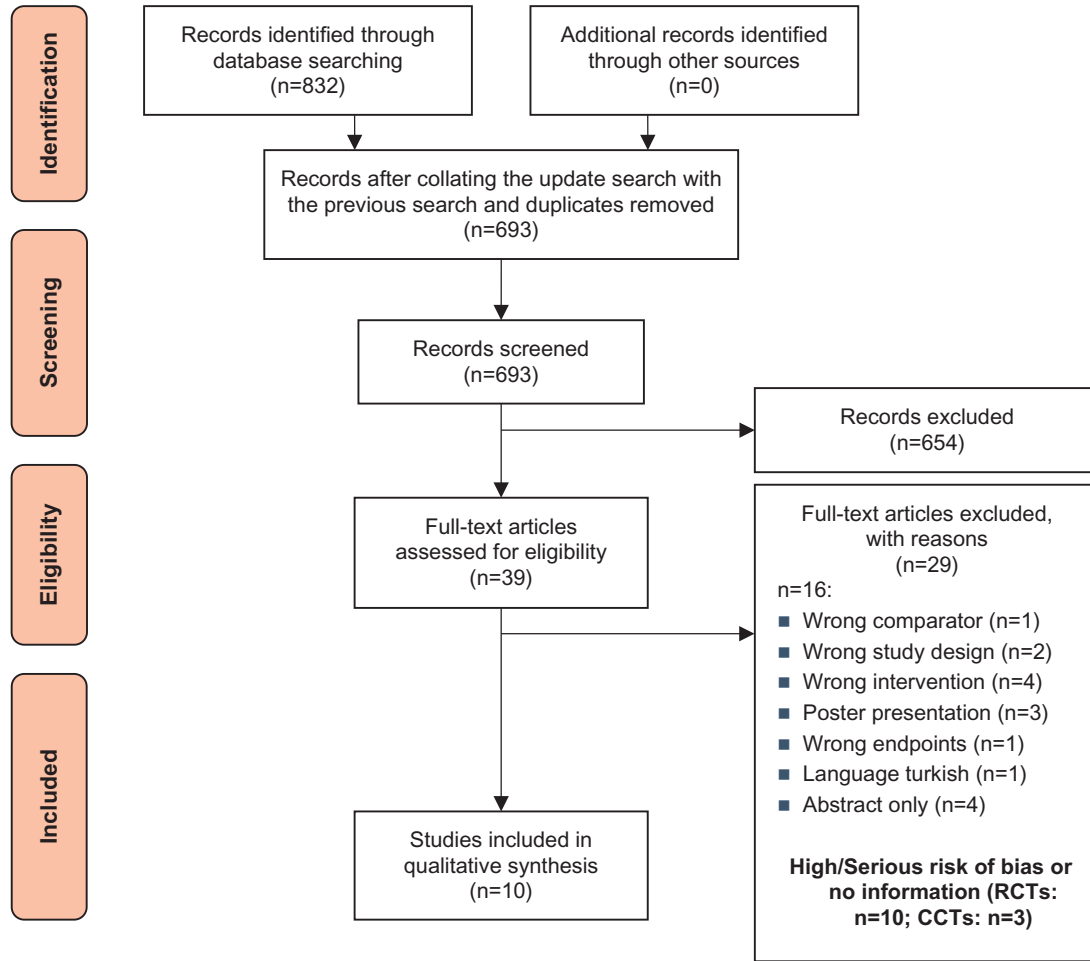 Identification
Records identified through
database searching
(n=832)
Additional records identified
through other sources
(n=0)
Records after collating the update search with
the previous search and duplicates removed
(n=693)
Screening
Records screened
(n=693)
Records excluded
(n=654)
Eligibility
Full-text articles
assessed for eligibility
(n=39)
Full-text articles excluded,
with reasons
(n=29)
n=16:
■ Wrong comparator (n=1)
■ Wrong study design (n=2)
■ Wrong intervention (n=4)
■ Poster presentation (n=3)
■ Wrong endpoints (n=1)
■ Language turkish (n=1)
■ Abstract only (n=4)
High/Serious risk of bias or
no information (RCTs:
n=10; CCTs: n=3)
Included
Studies included in
qualitative synthesis
(n=10)